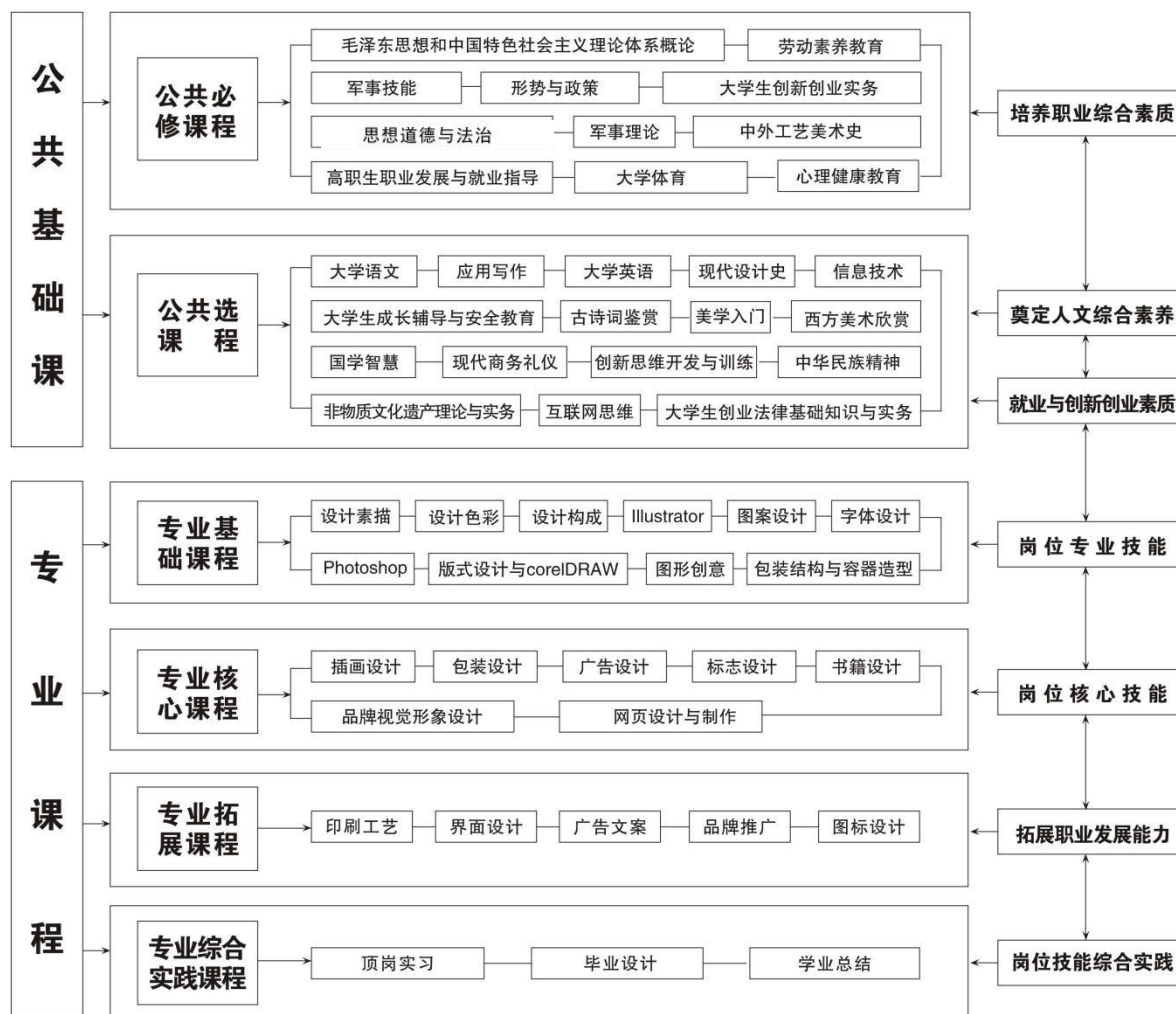 公共基础课
公共必
修课程
毛泽东思想和中国特色社会主义理论体系概论
劳动素养教育
军事技能
形势与政策
大学生创新创业实务
思想道德与法治
军事理论
中外工艺美术史
高职生职业发展与就业指导
大学体育
心理健康教育
培养职业综合素质
公共选
课 程
大学语文
应用写作
大学英语
现代设计史
信息技术
大学生成长辅导与安全教育
古诗词鉴赏
美学入门
西方美术欣赏
国学智慧
现代商务礼仪
创新思维开发与训练
中华民族精神
非物质文化遗产理论与实务
互联网思维
大学生创业法律基础知识与实务
奠定人文综合素养
就业与创新创业素质
专业课程
专业基
础课程
设计素描
设计色彩
设计构成
Illustrator
图案设计
字体设计
Photoshop
版式设计与corelDRAW
图形创意
包装结构与容器造型
岗位专业技能
专业核
心课程
插画设计
包装设计
广告设计
标志设计
书籍设计
品牌视觉形象设计
网页设计与制作
岗位核心技能
专业拓
展课程
印刷工艺
界面设计
广告文案
品牌推广
图标设计
拓展职业发展能力
专业综合
实践课程
顶岗实习
毕业设计
学业总结
岗位技能综合实践